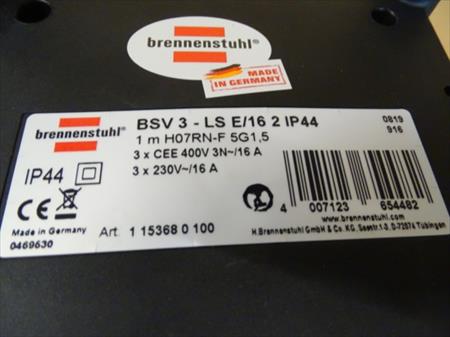 brennenstuhl®
MADE
IN GERMANY
brennenstuhl®
BSV 3 - LS E/16 2 IP44
0819
916
1 m H07RN-F 5G1,5
3 x CEE 400V 3N~/16 A
3 x 230V~/16 A
IP44
CE
Made in Germany
0469630
Art. 1 15368 0 100
4 007123 654482
www.brennenstuhl.com
H.Brennenstuhl GmbH & Co. KG, Seestr.1-3, D-72074 Tübingen